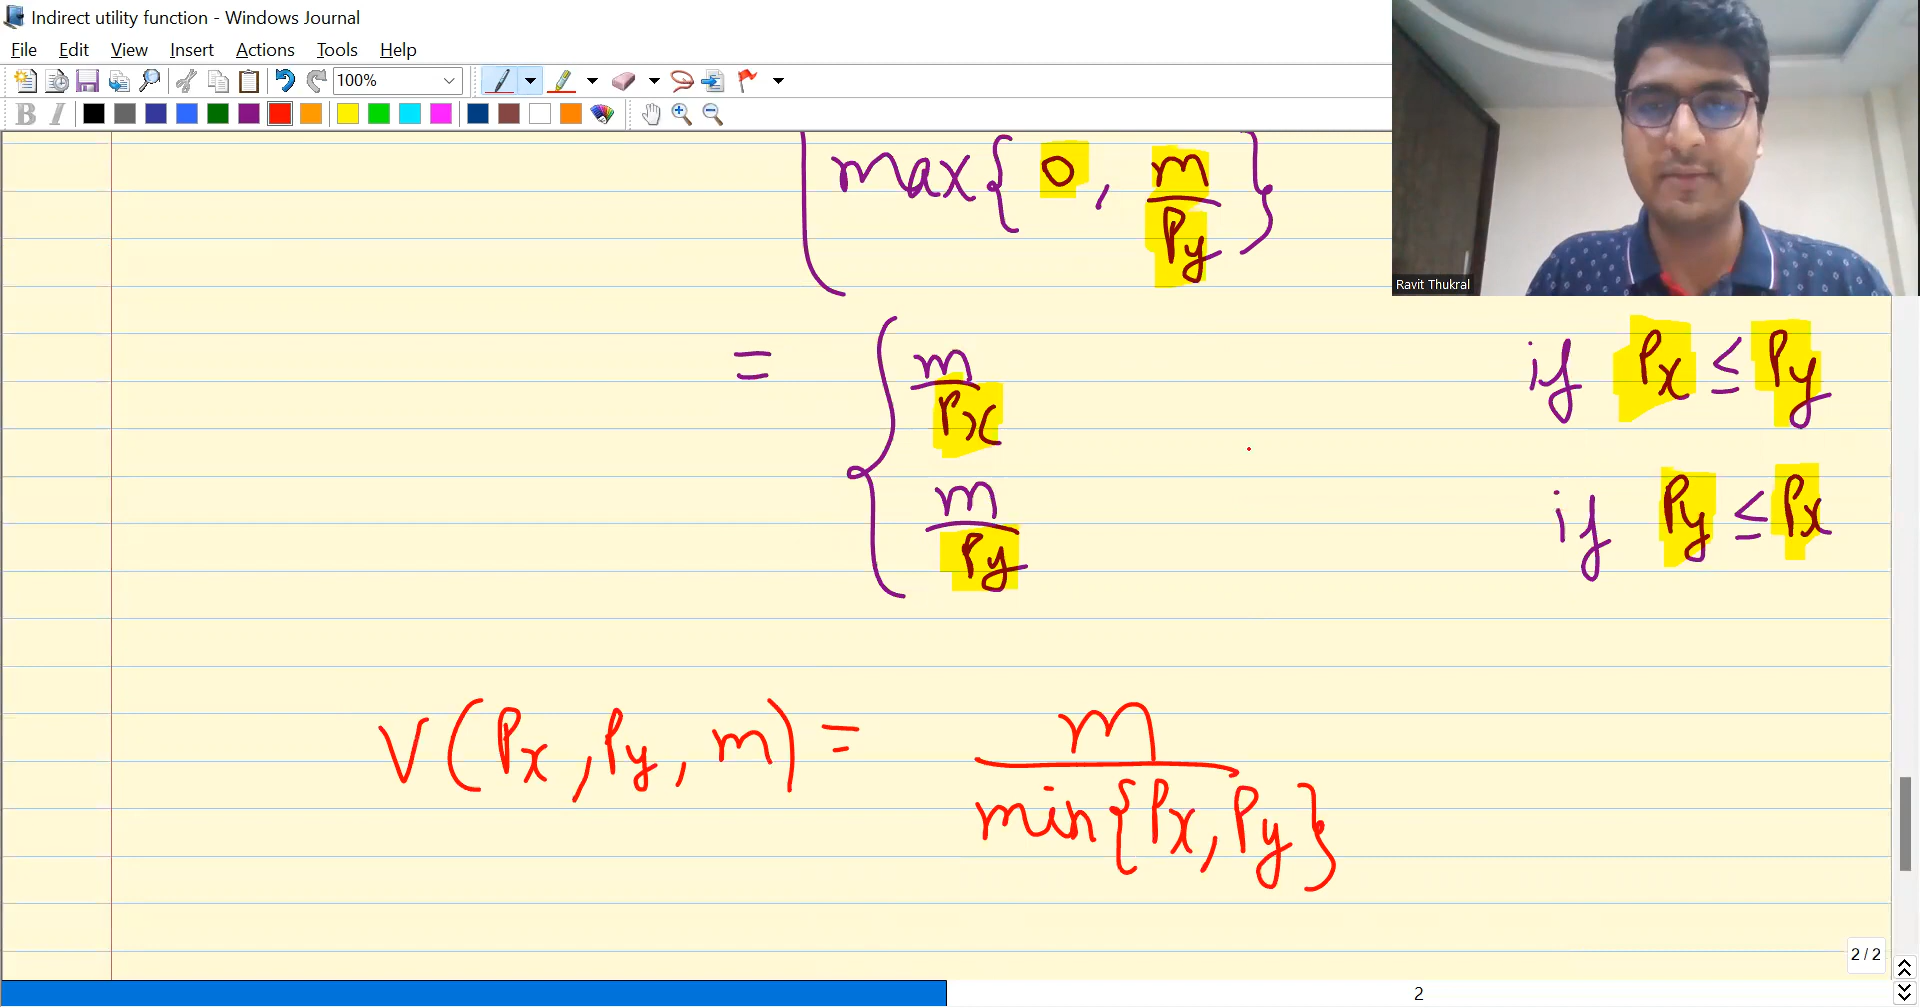 Indirect utility function - Windows Journal
File Edit View Insert Actions Tools Help
100%
B I
max{ 0 , m/Py }
Ravit Thukral
= { m/Px if Px ≤ Py
m/Py if Py ≤ Px
V(Px, Py, m) = m / min{Px, Py}
2 / 2
2